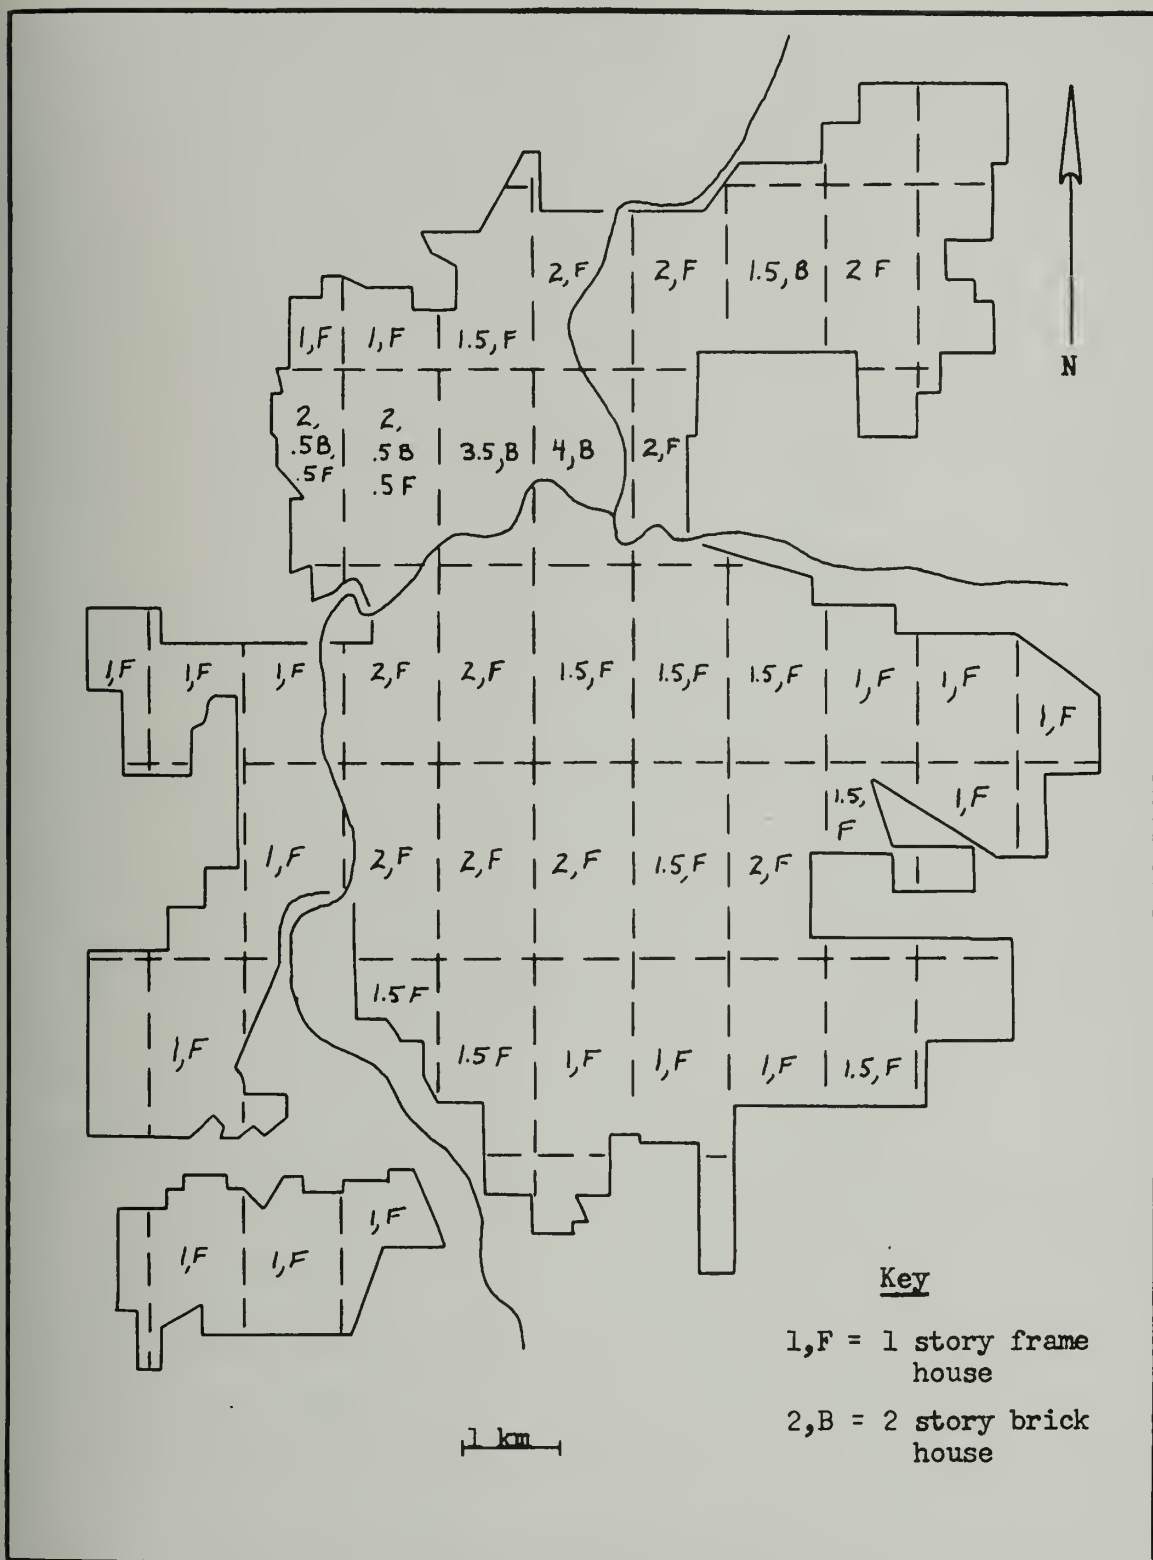 N
2,F
2,F
1.5,B
2 F
1,F
1,F
1.5,F
2,
.5B,
.5F
2,
.5B
.5F
3.5,B
4,B
2,F
1,F
1,F
1,F
2,F
2,F
1.5,F
1.5,F
1.5,F
1,F
1,F
1,F
1,F
2,F
2,F
2,F
1.5,F
2,F
1.5,
F
1,F
1.5F
1,F
1.5F
1,F
1,F
1,F
1.5,F
1,F
1,F
1,F
Key
1,F = 1 story frame
house
2,B = 2 story brick
house
1 km